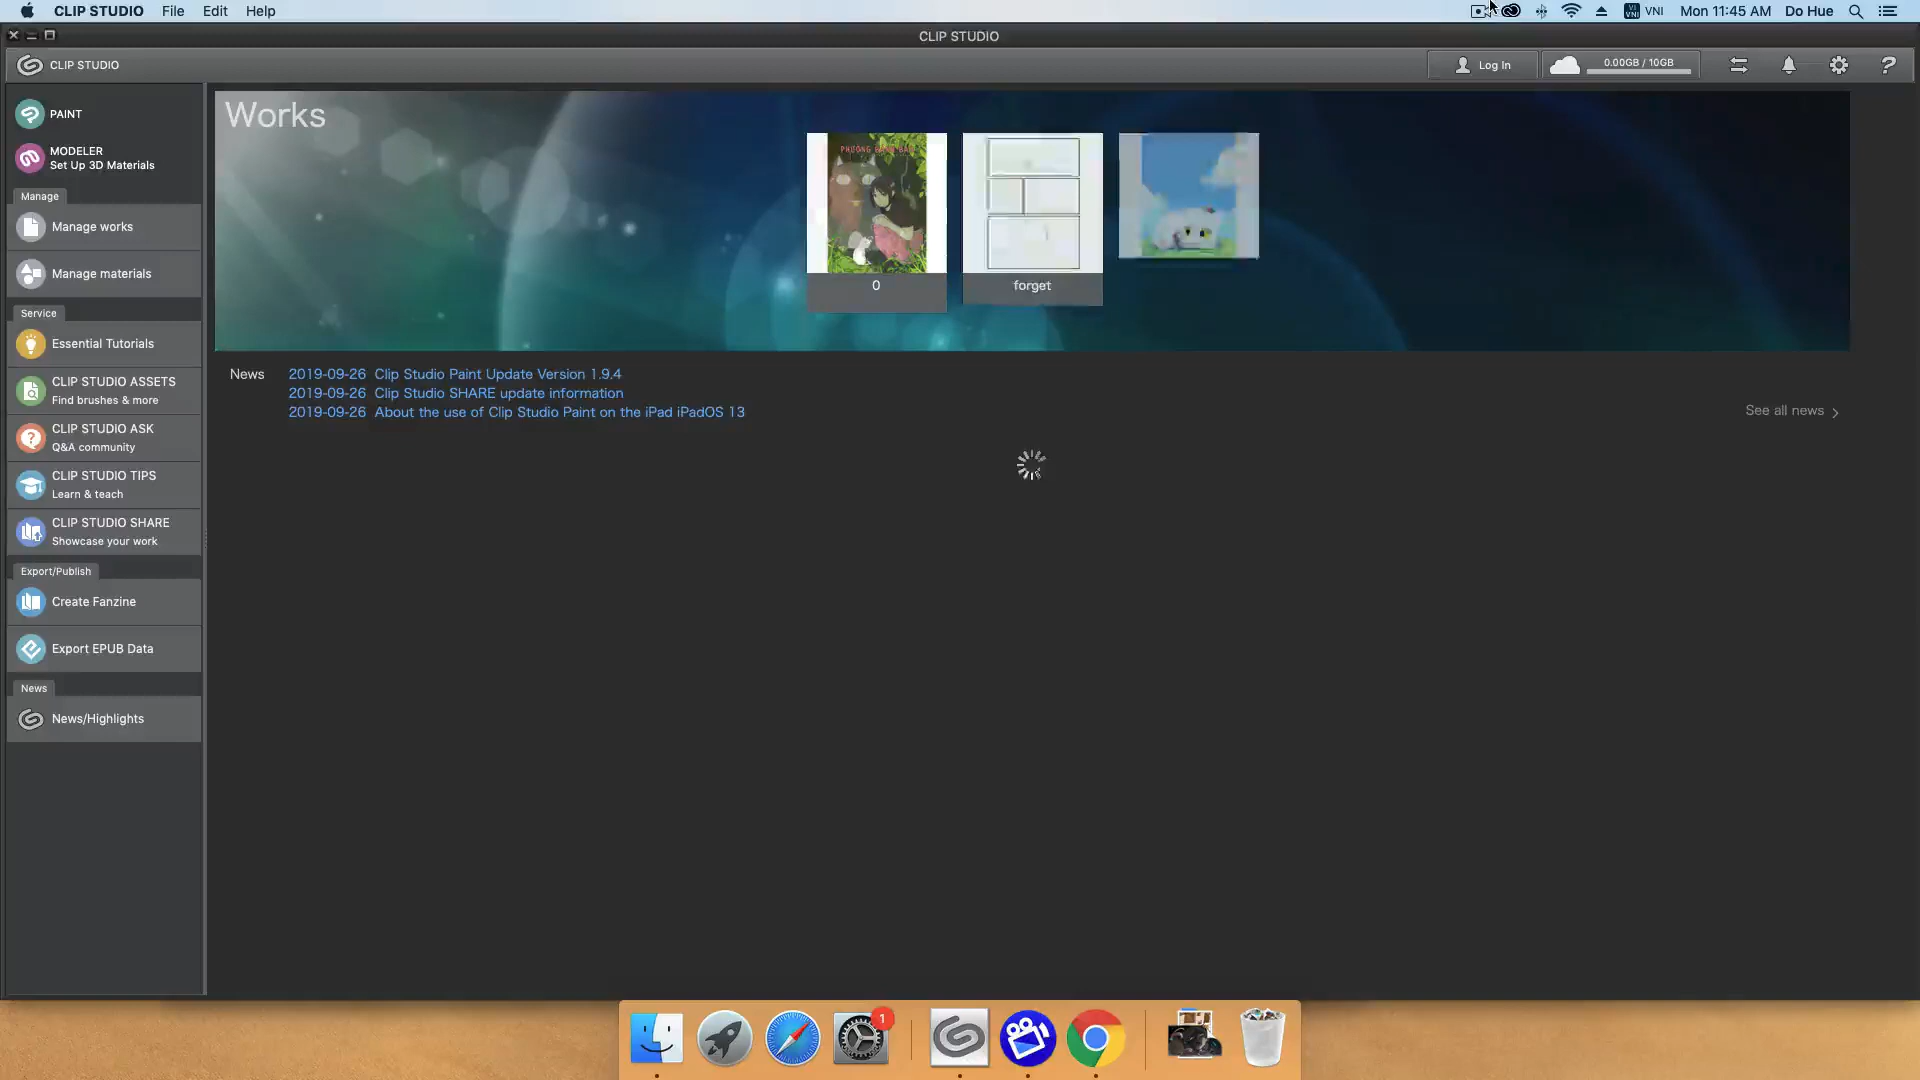 CLIP STUDIO File Edit Help
VNI VNI Mon 11:45 AM Do Hue
CLIP STUDIO
CLIP STUDIO
Log In
0.00GB / 10GB
PAINT
MODELER
Set Up 3D Materials
Manage
Manage works
Manage materials
Service
Essential Tutorials
CLIP STUDIO ASSETS
Find brushes & more
CLIP STUDIO ASK
Q&A community
CLIP STUDIO TIPS
Learn & teach
CLIP STUDIO SHARE
Showcase your work
Export/Publish
Create Fanzine
Export EPUB Data
News
News/Highlights
Works
0
forget
News
2019-09-26 Clip Studio Paint Update Version 1.9.4
2019-09-26 Clip Studio SHARE update information
2019-09-26 About the use of Clip Studio Paint on the iPad iPadOS 13
See all news
1